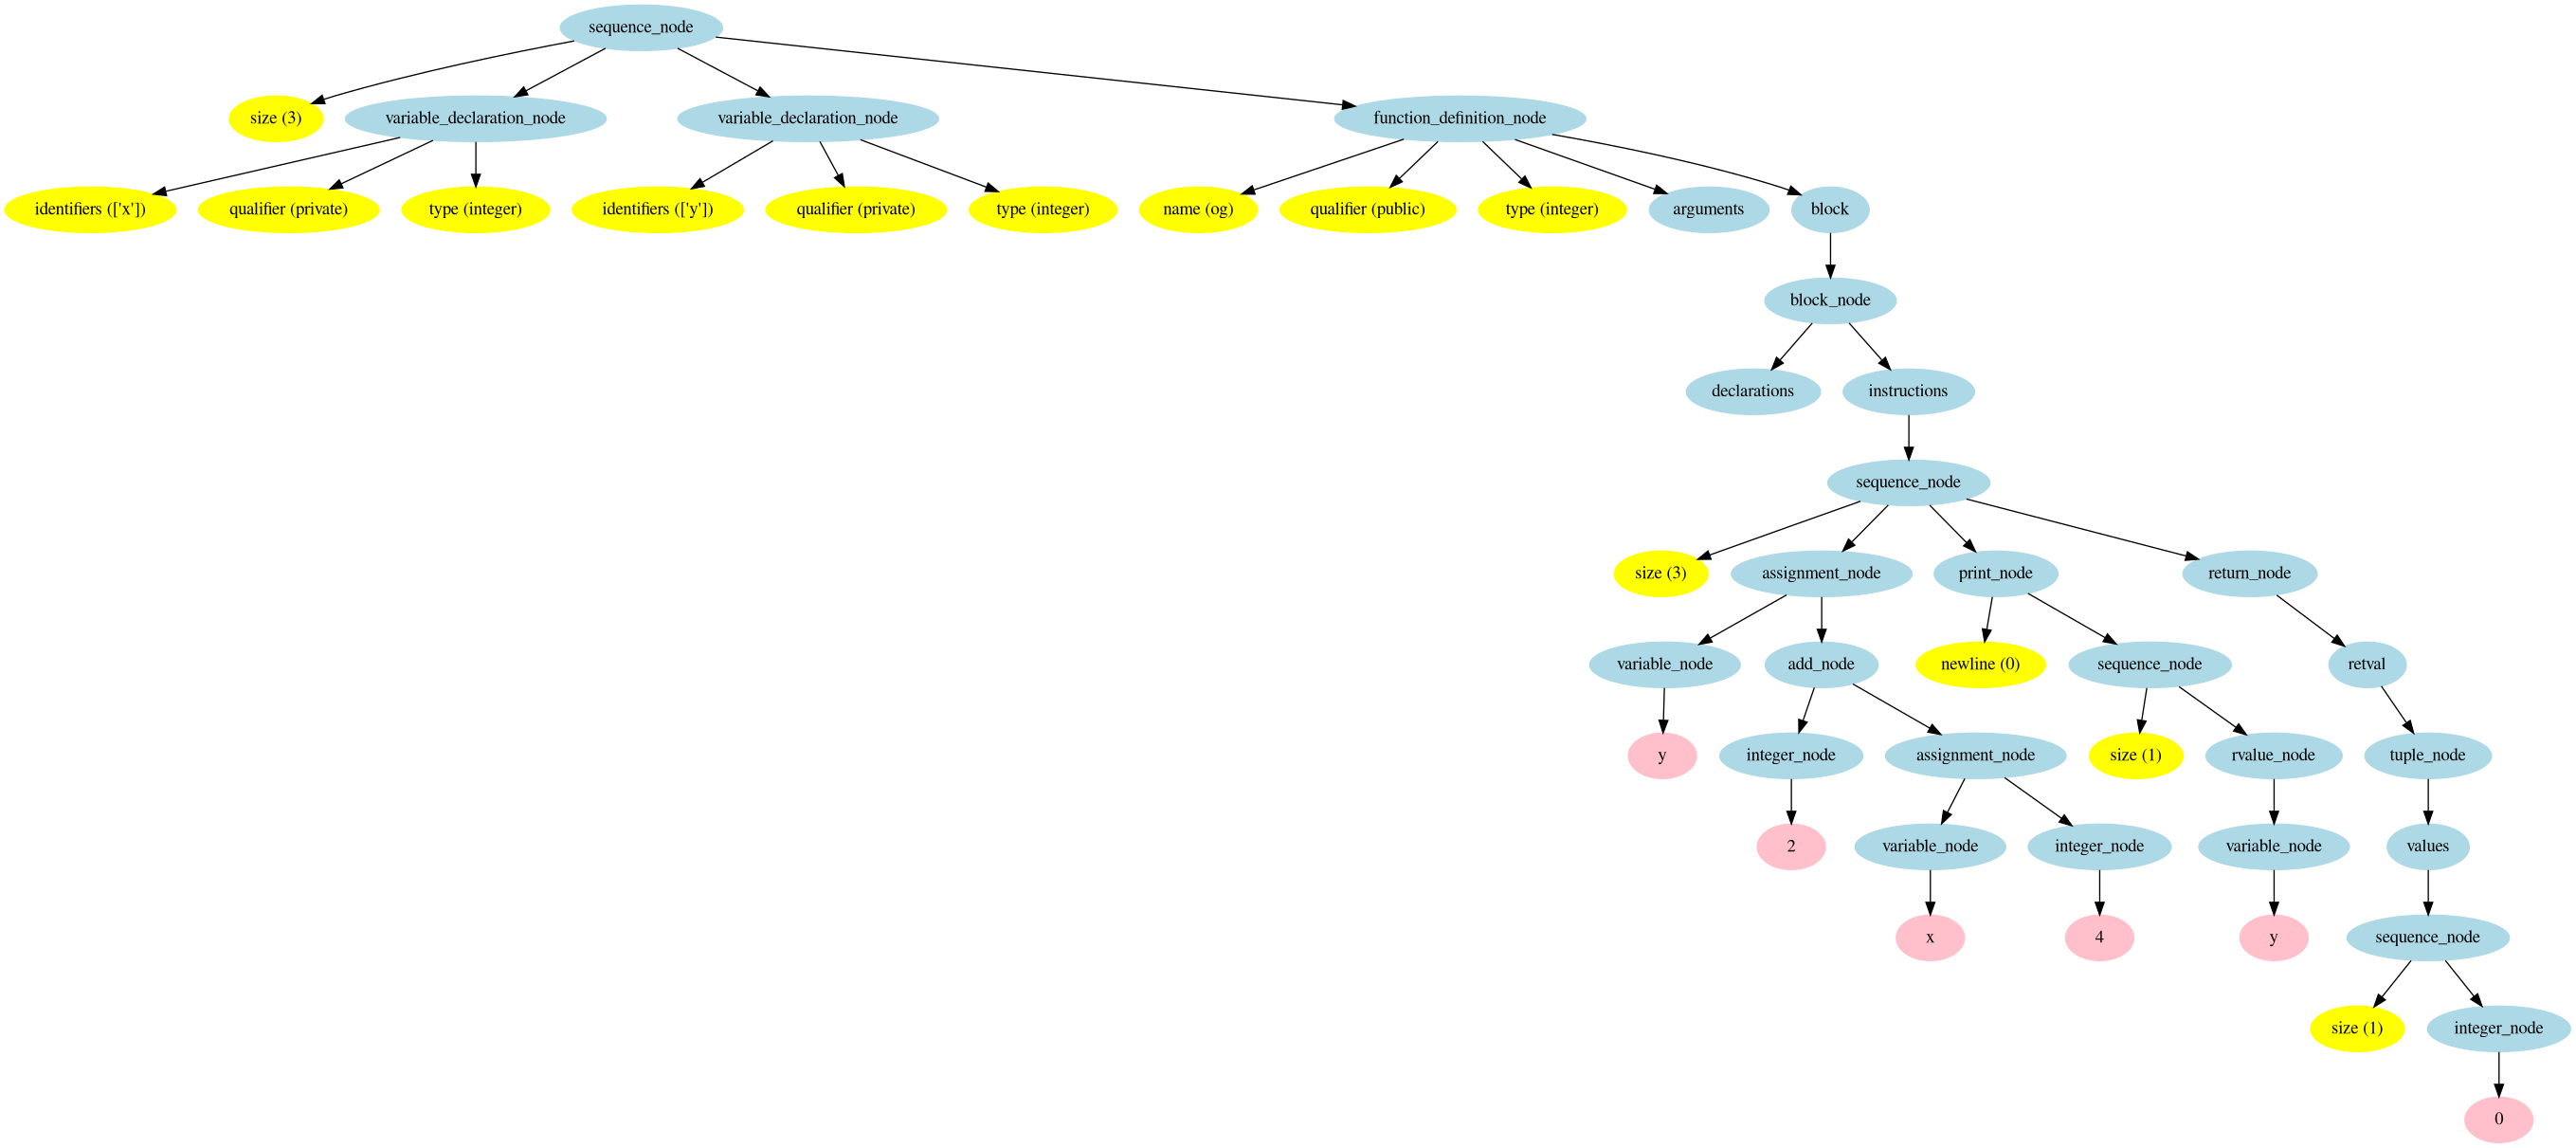 sequence_node
size (3)
variable_declaration_node
variable_declaration_node
function_definition_node
identifiers (['x'])
qualifier (private)
type (integer)
identifiers (['y'])
qualifier (private)
type (integer)
name (og)
qualifier (public)
type (integer)
arguments
block
block_node
declarations
instructions
sequence_node
size (3)
assignment_node
print_node
return_node
variable_node
add_node
newline (0)
sequence_node
retval
y
integer_node
assignment_node
size (1)
rvalue_node
tuple_node
2
variable_node
integer_node
variable_node
values
x
4
y
sequence_node
size (1)
integer_node
0